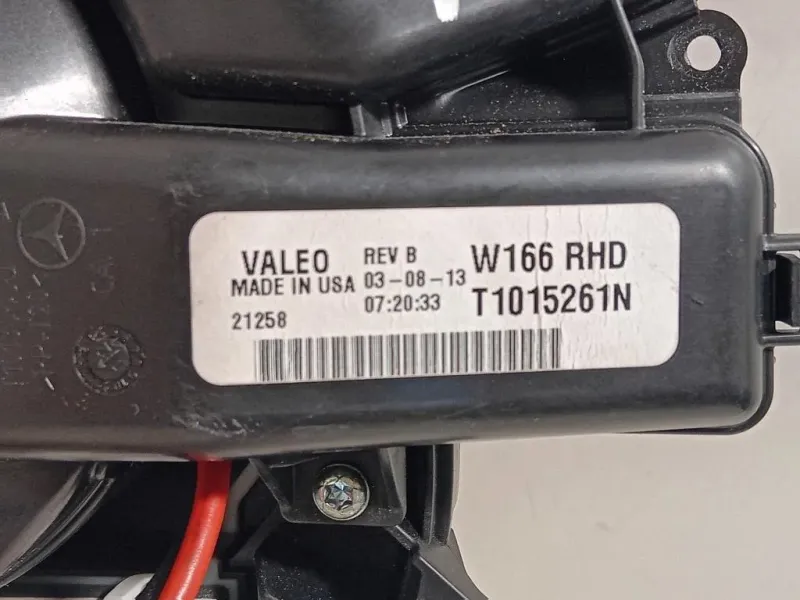 VALEO REV B W166 RHD
MADE IN USA 03-08-13 T1015261N
21258 07:20:33